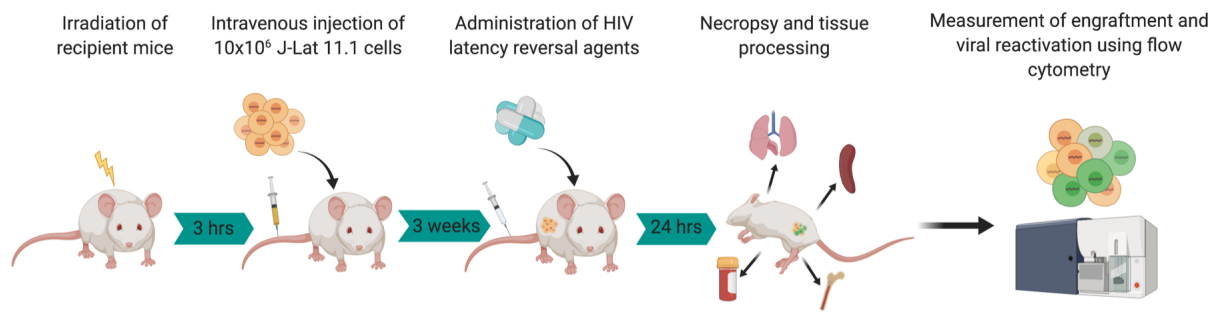 Irradiation of
recipient mice
Intravenous injection of
10x10⁶ J-Lat 11.1 cells
Administration of HIV
latency reversal agents
Necropsy and tissue
processing
Measurement of engraftment and
viral reactivation using flow
cytometry
3 hrs
3 weeks
24 hrs